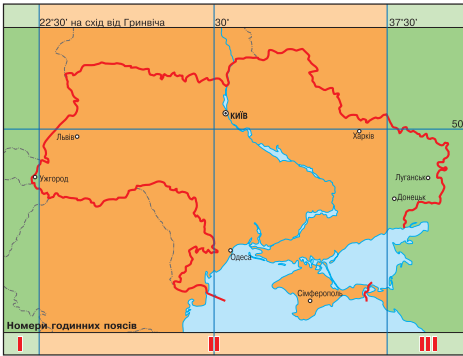 22'30' на схід від Гринвіча
30'
37'30'
КИЇВ
50
Львів
Харків
Ужгород
Луганськ
Донецьк
Одеса
Сімферополь
Номери годинних поясів
I
II
III